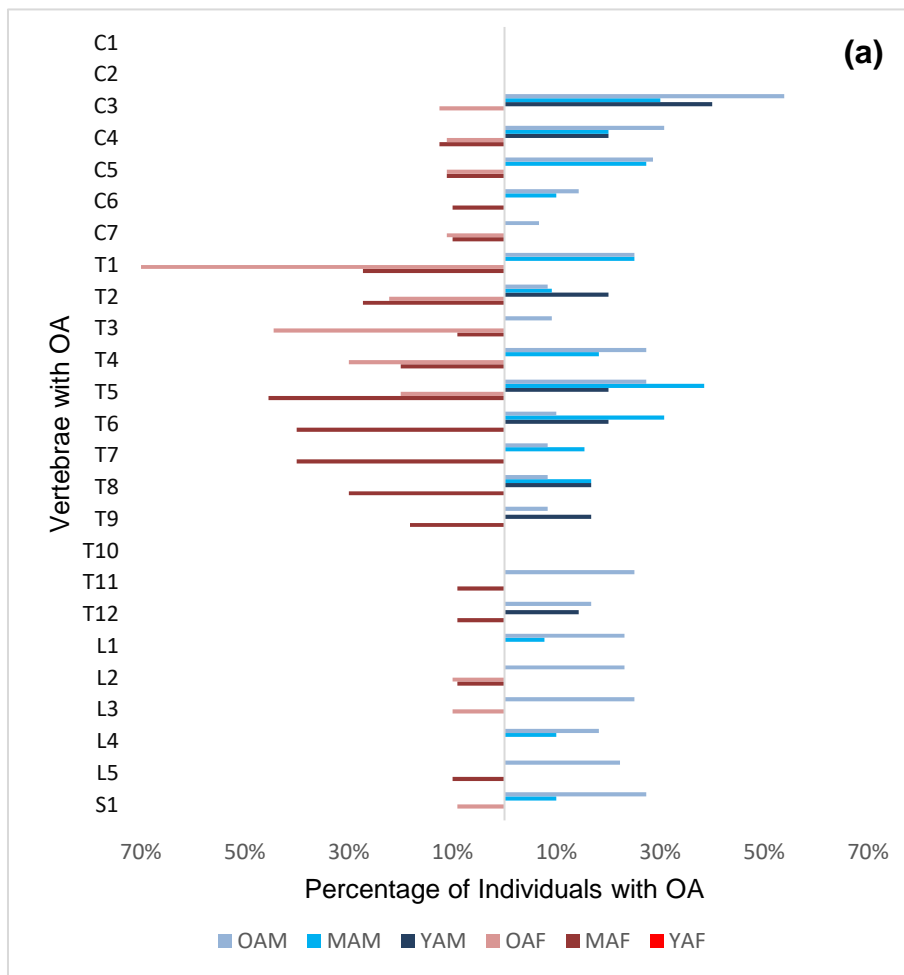 (a)
Vertebrae with OA
C1
C2
C3
C4
C5
C6
C7
T1
T2
T3
T4
T5
T6
T7
T8
T9
T10
T11
T12
L1
L2
L3
L4
L5
S1
70% 50% 30% 10% 10% 30% 50% 70%
Percentage of Individuals with OA
OAM MAM YAM OAF MAF YAF